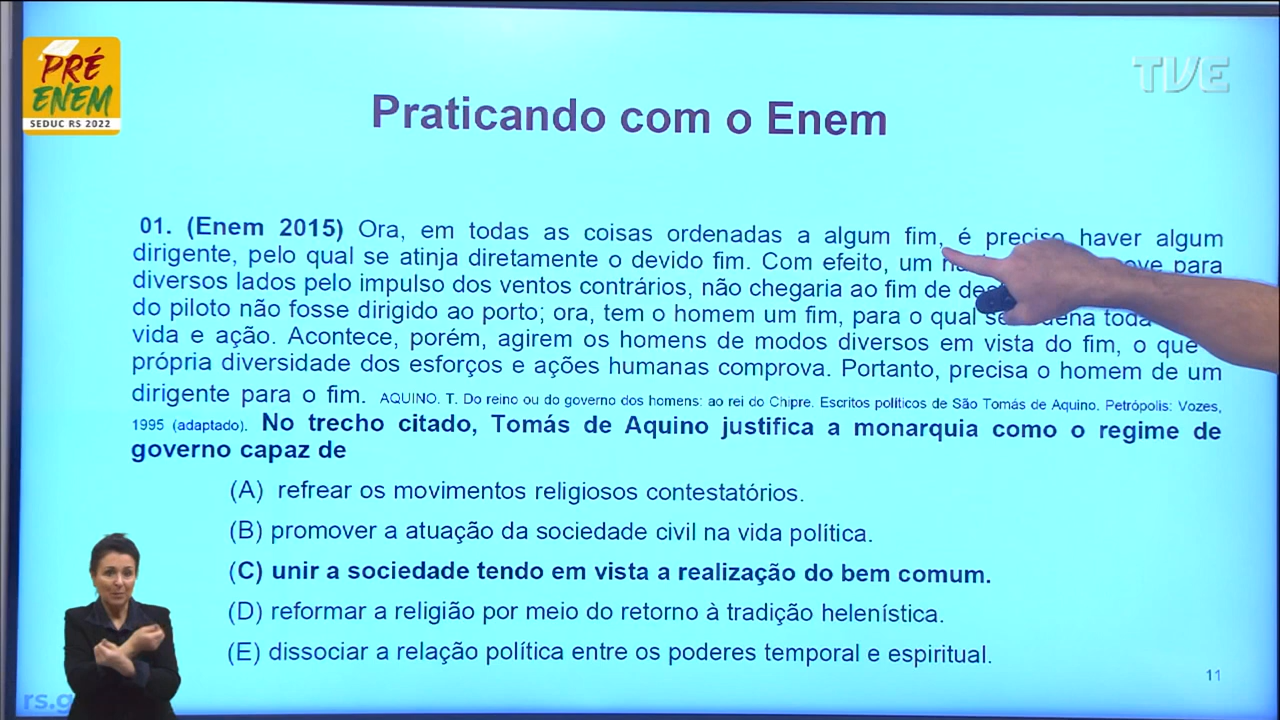 PRÉ
ENEM
SEDUC RS 2022
TVE
Praticando com o Enem
01. (Enem 2015) Ora, em todas as coisas ordenadas a algum fim, é preciso haver algum
dirigente, pelo qual se atinja diretamente o devido fim. Com efeito, um para
diversos lados pelo impulso dos ventos contrários, não chegaria ao fim de
do piloto não fosse dirigido ao porto; ora, tem o homem um fim, para o qual toda
vida e ação. Acontece, porém, agirem os homens de modos diversos em vista do fim, o que
própria diversidade dos esforços e ações humanas comprova. Portanto, precisa o homem de um
dirigente para o fim. AQUINO. T. Do reino ou do governo dos homens: ao rei do Chipre. Escritos políticos de São Tomás de Aquino. Petrópolis: Vozes,
1995 (adaptado). No trecho citado, Tomás de Aquino justifica a monarquia como o regime de
governo capaz de
(A) refrear os movimentos religiosos contestatórios.
(B) promover a atuação da sociedade civil na vida política.
(C) unir a sociedade tendo em vista a realização do bem comum.
(D) reformar a religião por meio do retorno à tradição helenística.
(E) dissociar a relação política entre os poderes temporal e espiritual.
11
rs.g